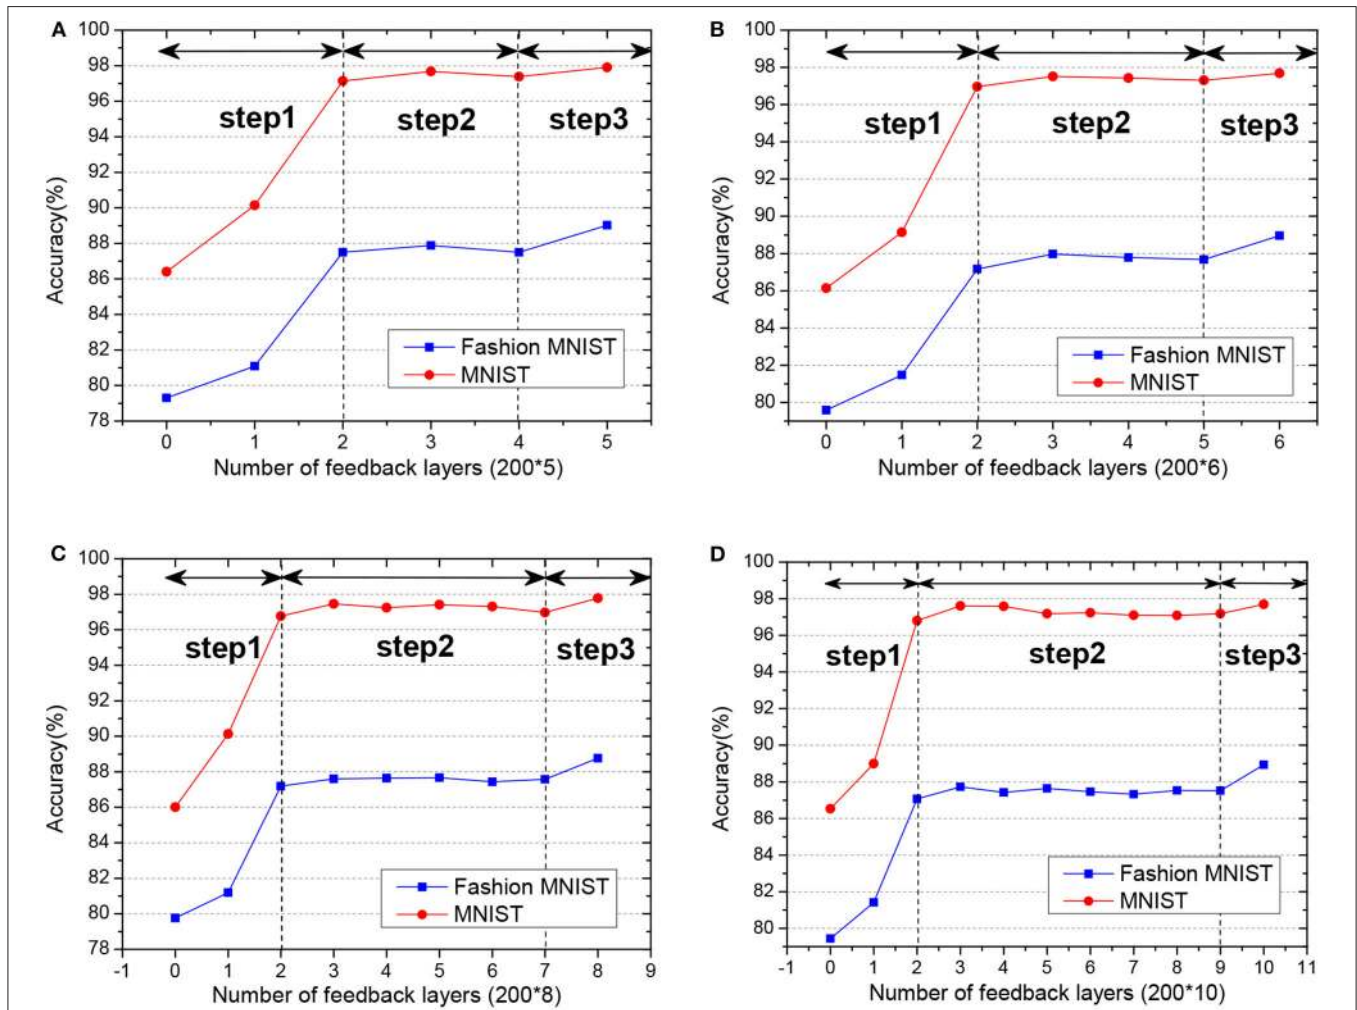 A
100
98
96
94
92
90
88
86
84
82
80
78
Accuracy(%)
step1
step2
step3
Fashion MNIST
MNIST
0 1 2 3 4 5
Number of feedback layers (200*5)
B
100
98
96
94
92
90
88
86
84
82
80
Accuracy(%)
step1
step2
step3
Fashion MNIST
MNIST
0 1 2 3 4 5 6
Number of feedback layers (200*6)
C
100
98
96
94
92
90
88
86
84
82
80
78
Accuracy(%)
step1
step2
step3
Fashion MNIST
MNIST
-1 0 1 2 3 4 5 6 7 8 9
Number of feedback layers (200*8)
D
100
98
96
94
92
90
88
86
84
82
80
Accuracy(%)
step1
step2
step3
Fashion MNIST
MNIST
-1 0 1 2 3 4 5 6 7 8 9 10 11
Number of feedback layers (200*10)